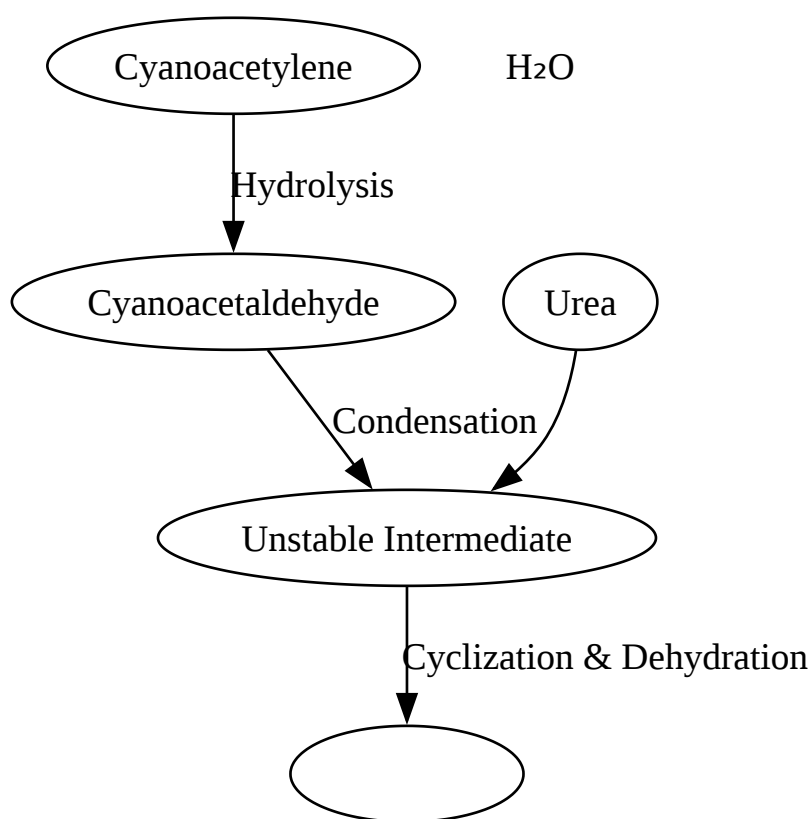 Cyanoacetylene
H₂O
Hydrolysis
Cyanoacetaldehyde
Urea
Condensation
Unstable Intermediate
Cyclization & Dehydration